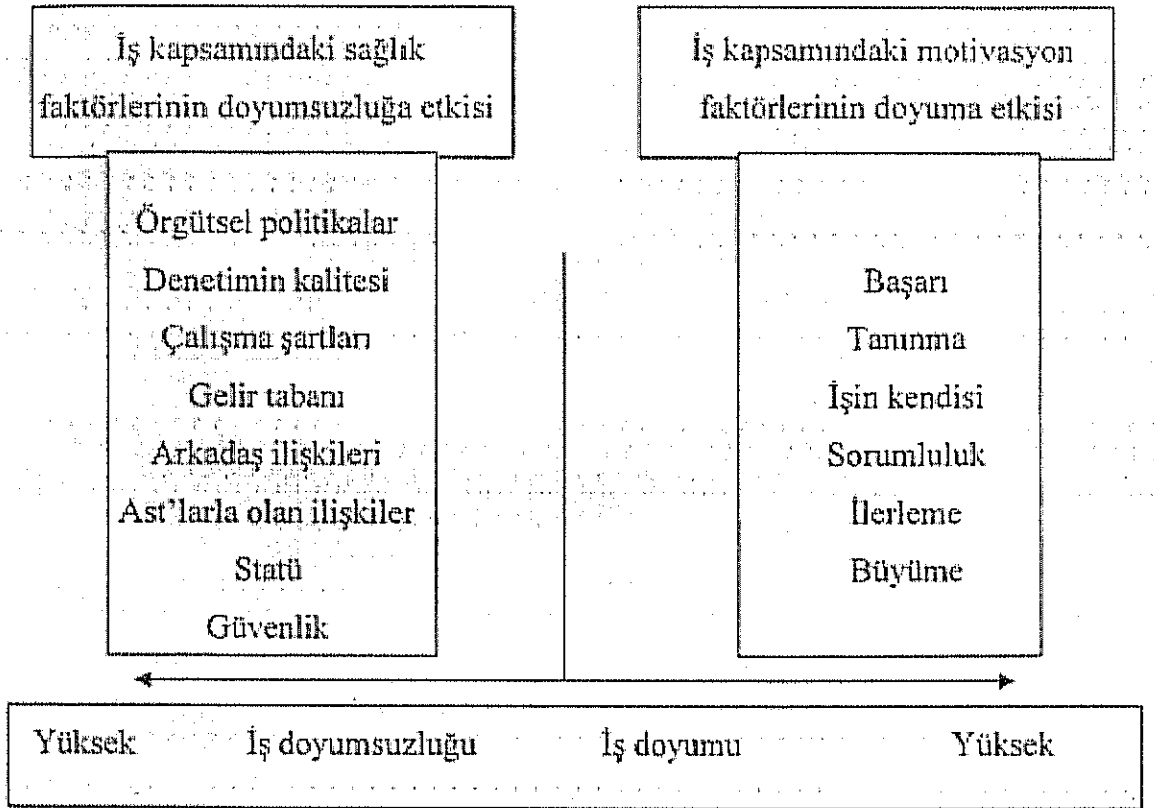 İş kapsamındaki sağlık
faktörlerinin doyumsuzluğa etkisi
İş kapsamındaki motivasyon
faktörlerinin doyuma etkisi
Örgütsel politikalar
Denetimin kalitesi
Çalışma şartları
Gelir tabanı
Arkadaş ilişkileri
Ast'larla olan ilişkiler
Statü
Güvenlik
Başarı
Tanınma
İşin kendisi
Sorumluluk
İlerleme
Büyüme
Yüksek İş doyumsuzluğu İş doyumu Yüksek